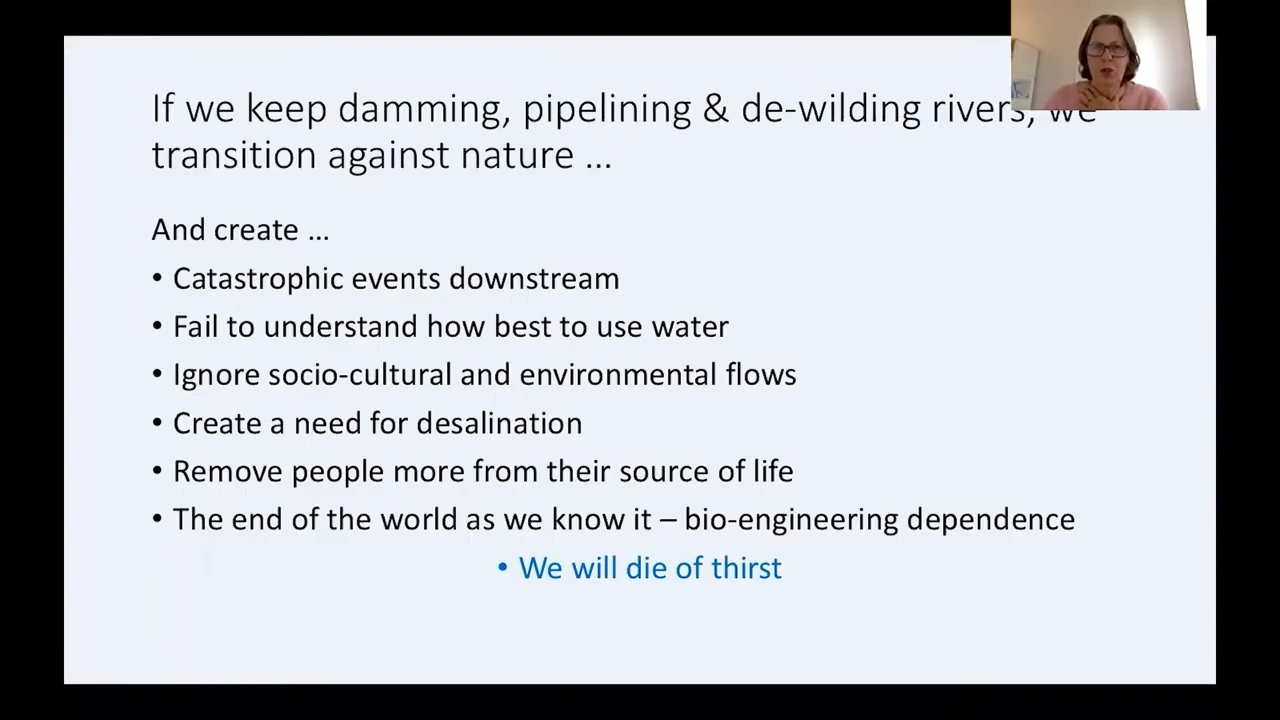 If we keep damming, pipelining & de-wilding rivers, we
transition against nature ...
And create ...
• Catastrophic events downstream
• Fail to understand how best to use water
• Ignore socio-cultural and environmental flows
• Create a need for desalination
• Remove people more from their source of life
• The end of the world as we know it – bio-engineering dependence
• We will die of thirst